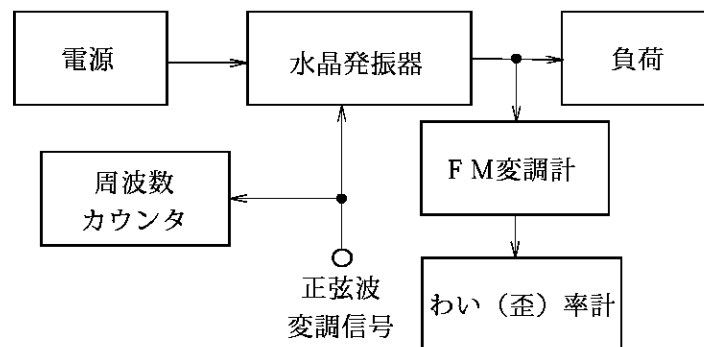 電源
水晶発振器
負荷
周波数
カウンタ
FM変調計
正弦波
変調信号
わい（歪）率計